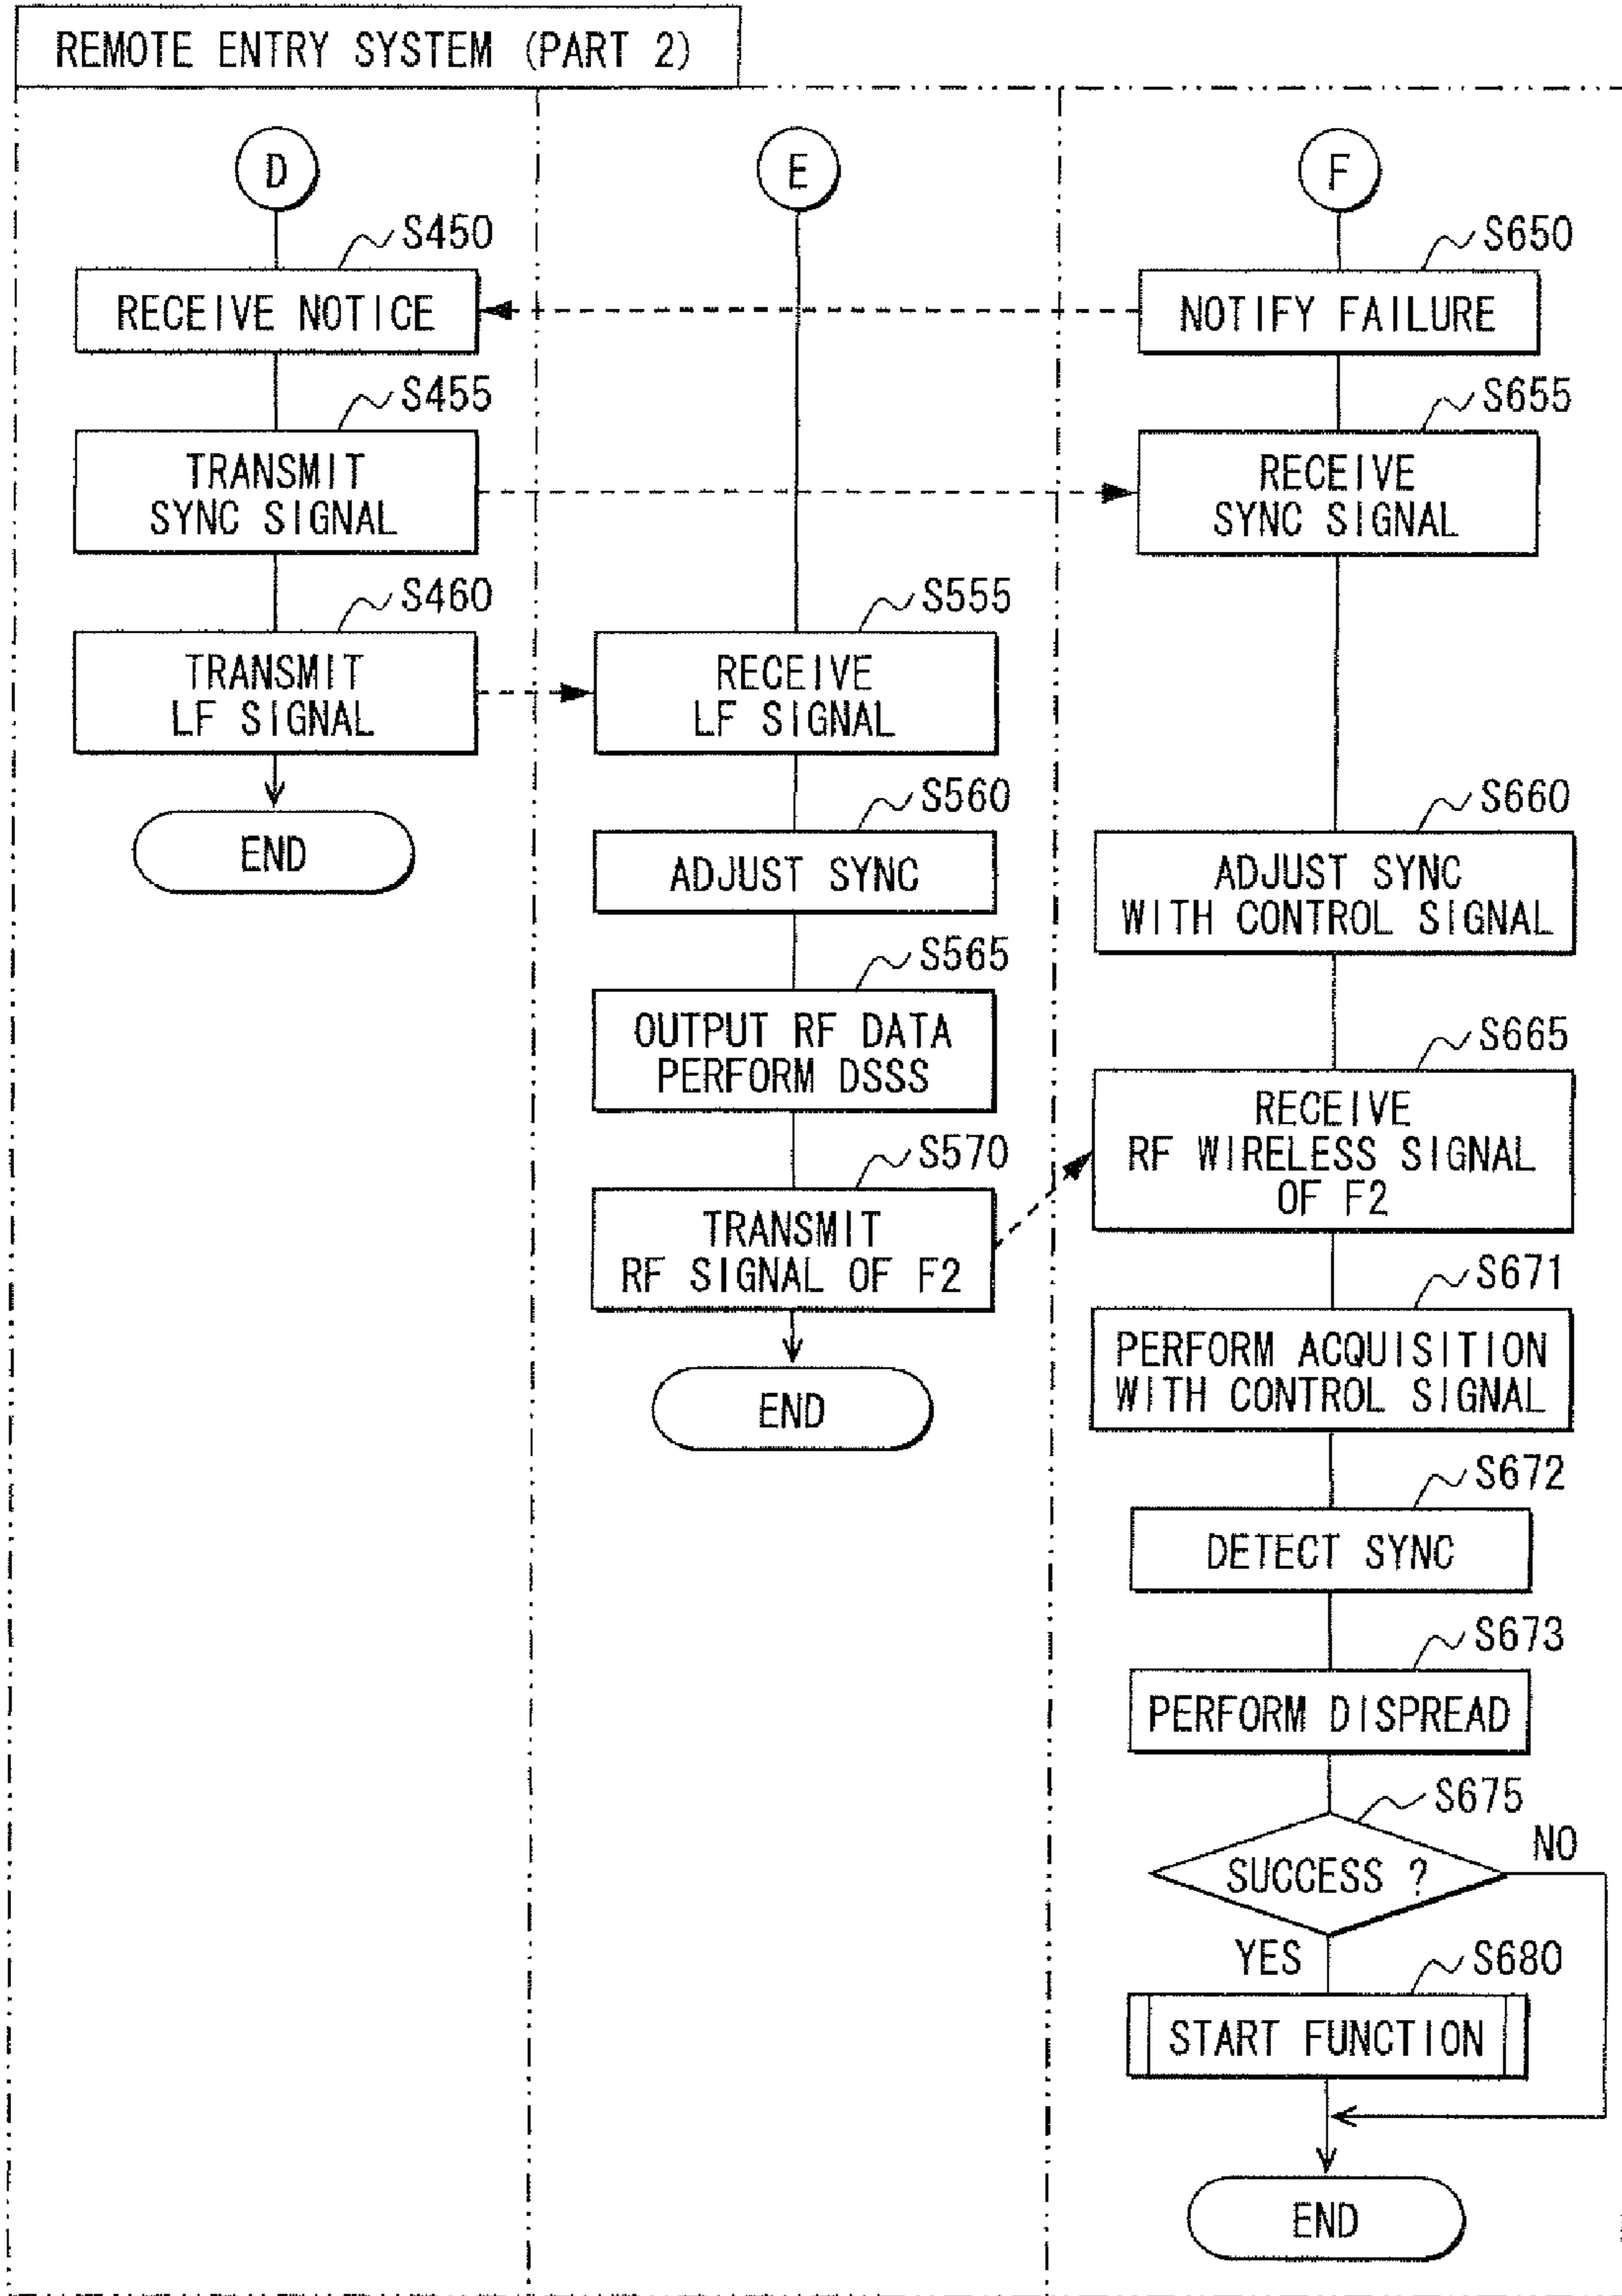 REMOTE ENTRY SYSTEM (PART 2)
D
E
F
S450
RECEIVE NOTICE
S650
NOTIFY FAILURE
S455
TRANSMIT
SYNC SIGNAL
S655
RECEIVE
SYNC SIGNAL
S460
TRANSMIT
LF SIGNAL
S555
RECEIVE
LF SIGNAL
END
S560
ADJUST SYNC
S660
ADJUST SYNC
WITH CONTROL SIGNAL
S565
OUTPUT RF DATA
PERFORM DSSS
S665
RECEIVE
RF WIRELESS SIGNAL
OF F2
S570
TRANSMIT
RF SIGNAL OF F2
END
S671
PERFORM ACQUISITION
WITH CONTROL SIGNAL
S672
DETECT SYNC
S673
PERFORM DISPREAD
S675
SUCCESS ?
NO
YES
S680
START FUNCTION
END